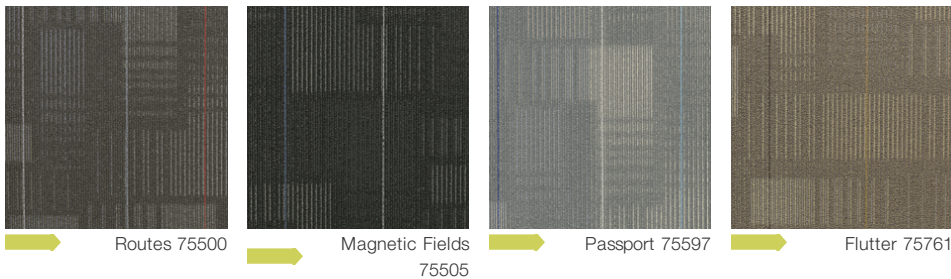 Routes 75500
Magnetic Fields
75505
Passport 75597
Flutter 75761